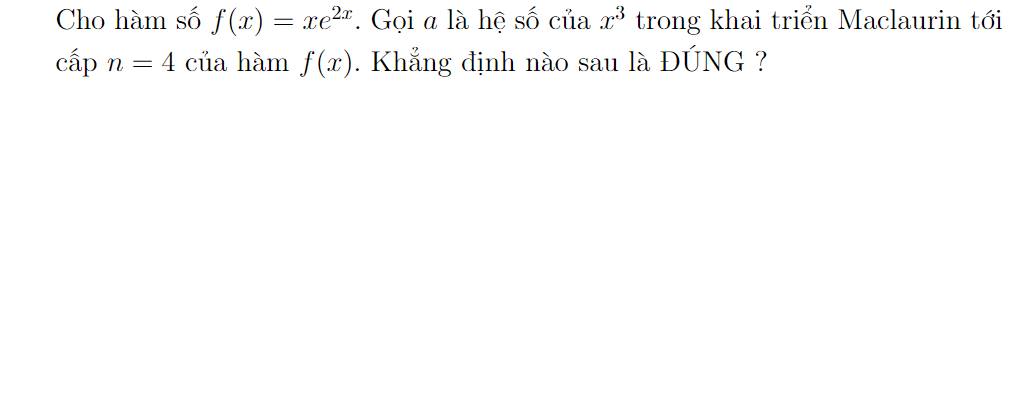 Cho hàm số f(x) = xe^{2x}. Gọi a là hệ số của x^3 trong khai triển Maclaurin tới
cấp n = 4 của hàm f(x). Khẳng định nào sau là ĐÚNG ?